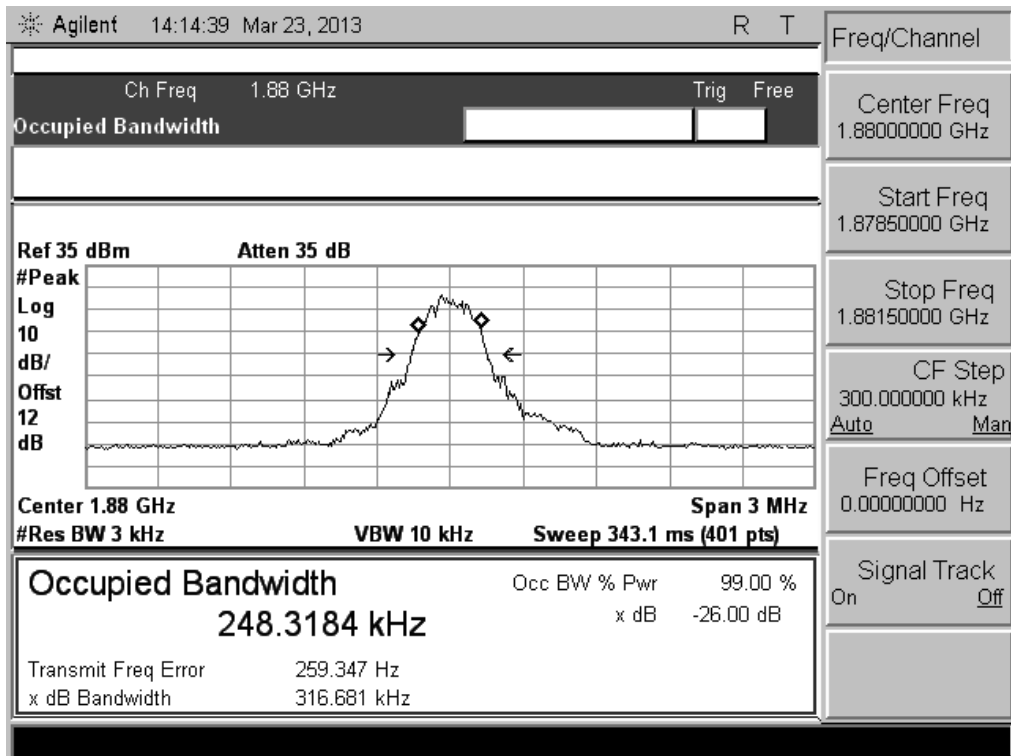 Agilent 14:14:39 Mar 23, 2013 R T
Freq/Channel
Ch Freq 1.88 GHz Trig Free
Occupied Bandwidth
Center Freq
1.88000000 GHz
Start Freq
1.87850000 GHz
Stop Freq
1.88150000 GHz
CF Step
300.000000 kHz
Auto Man
Freq Offset
0.00000000 Hz
Signal Track
On Off
Ref 35 dBm Atten 35 dB
#Peak
Log
10
dB/
Offst
12
dB
Center 1.88 GHz Span 3 MHz
#Res BW 3 kHz VBW 10 kHz Sweep 343.1 ms (401 pts)
Occupied Bandwidth Occ BW % Pwr 99.00 %
248.3184 kHz x dB -26.00 dB
Transmit Freq Error 259.347 Hz
x dB Bandwidth 316.681 kHz